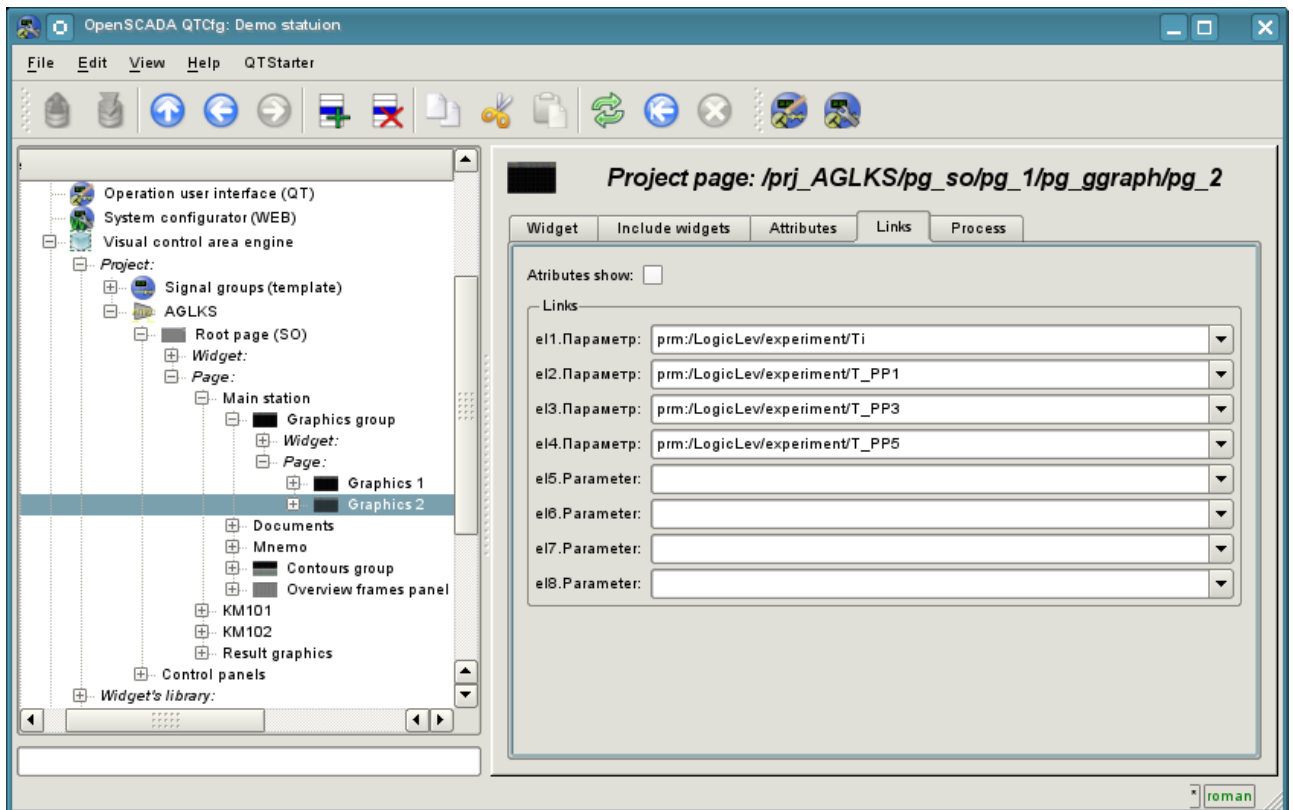 OpenSCADA QTCfg: Demo statuion
File Edit View Help QTStarter
Operation user interface (QT)
System configurator (WEB)
Visual control area engine
Project:
Signal groups (template)
AGLKS
Root page (SO)
Widget:
Page:
Main station
Graphics group
Widget:
Page:
Graphics 1
Graphics 2
Documents
Mnemo
Contours group
Overview frames panel
KM101
KM102
Result graphics
Control panels
Widget's library:
Project page: /prj_AGLKS/pg_so/pg_1/pg_ggraph/pg_2
Widget Include widgets Attributes Links Process
Atributes show:
Links
el1.Параметр: prm:/LogicLev/experiment/Ti
el2.Параметр: prm:/LogicLev/experiment/T_PP1
el3.Параметр: prm:/LogicLev/experiment/T_PP3
el4.Параметр: prm:/LogicLev/experiment/T_PP5
el5.Parameter:
el6.Parameter:
el7.Parameter:
el8.Parameter:
* roman